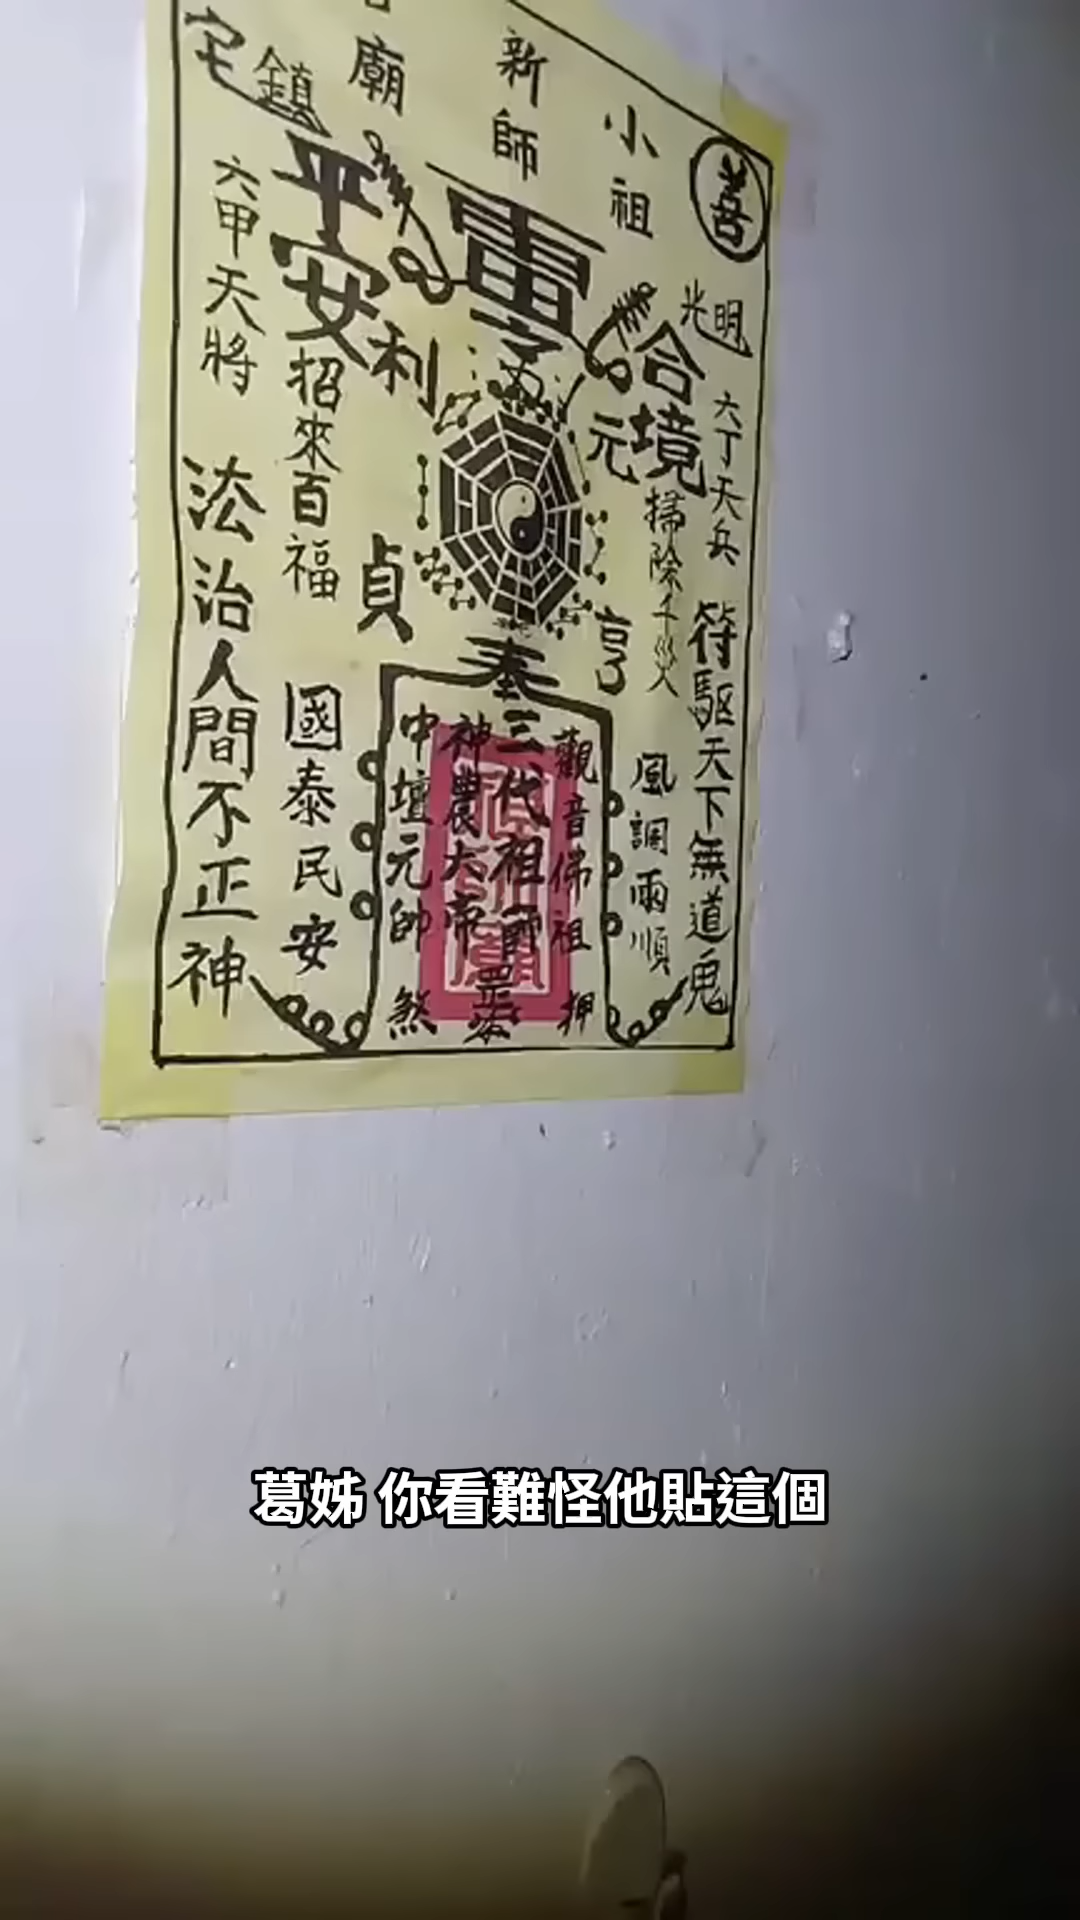 小祖
新師
廟
善
光明
鎮宅
合境
平安
六丁天兵
六甲天將
元
亨
利
貞
掃除千災
招來百福
符驅天下無道鬼
法治人間不正神
風調雨順
國泰民安
奉
觀音佛祖
三代祖師
神農大帝
中壇元帥
押
煞
葛姊 你看難怪他貼這個